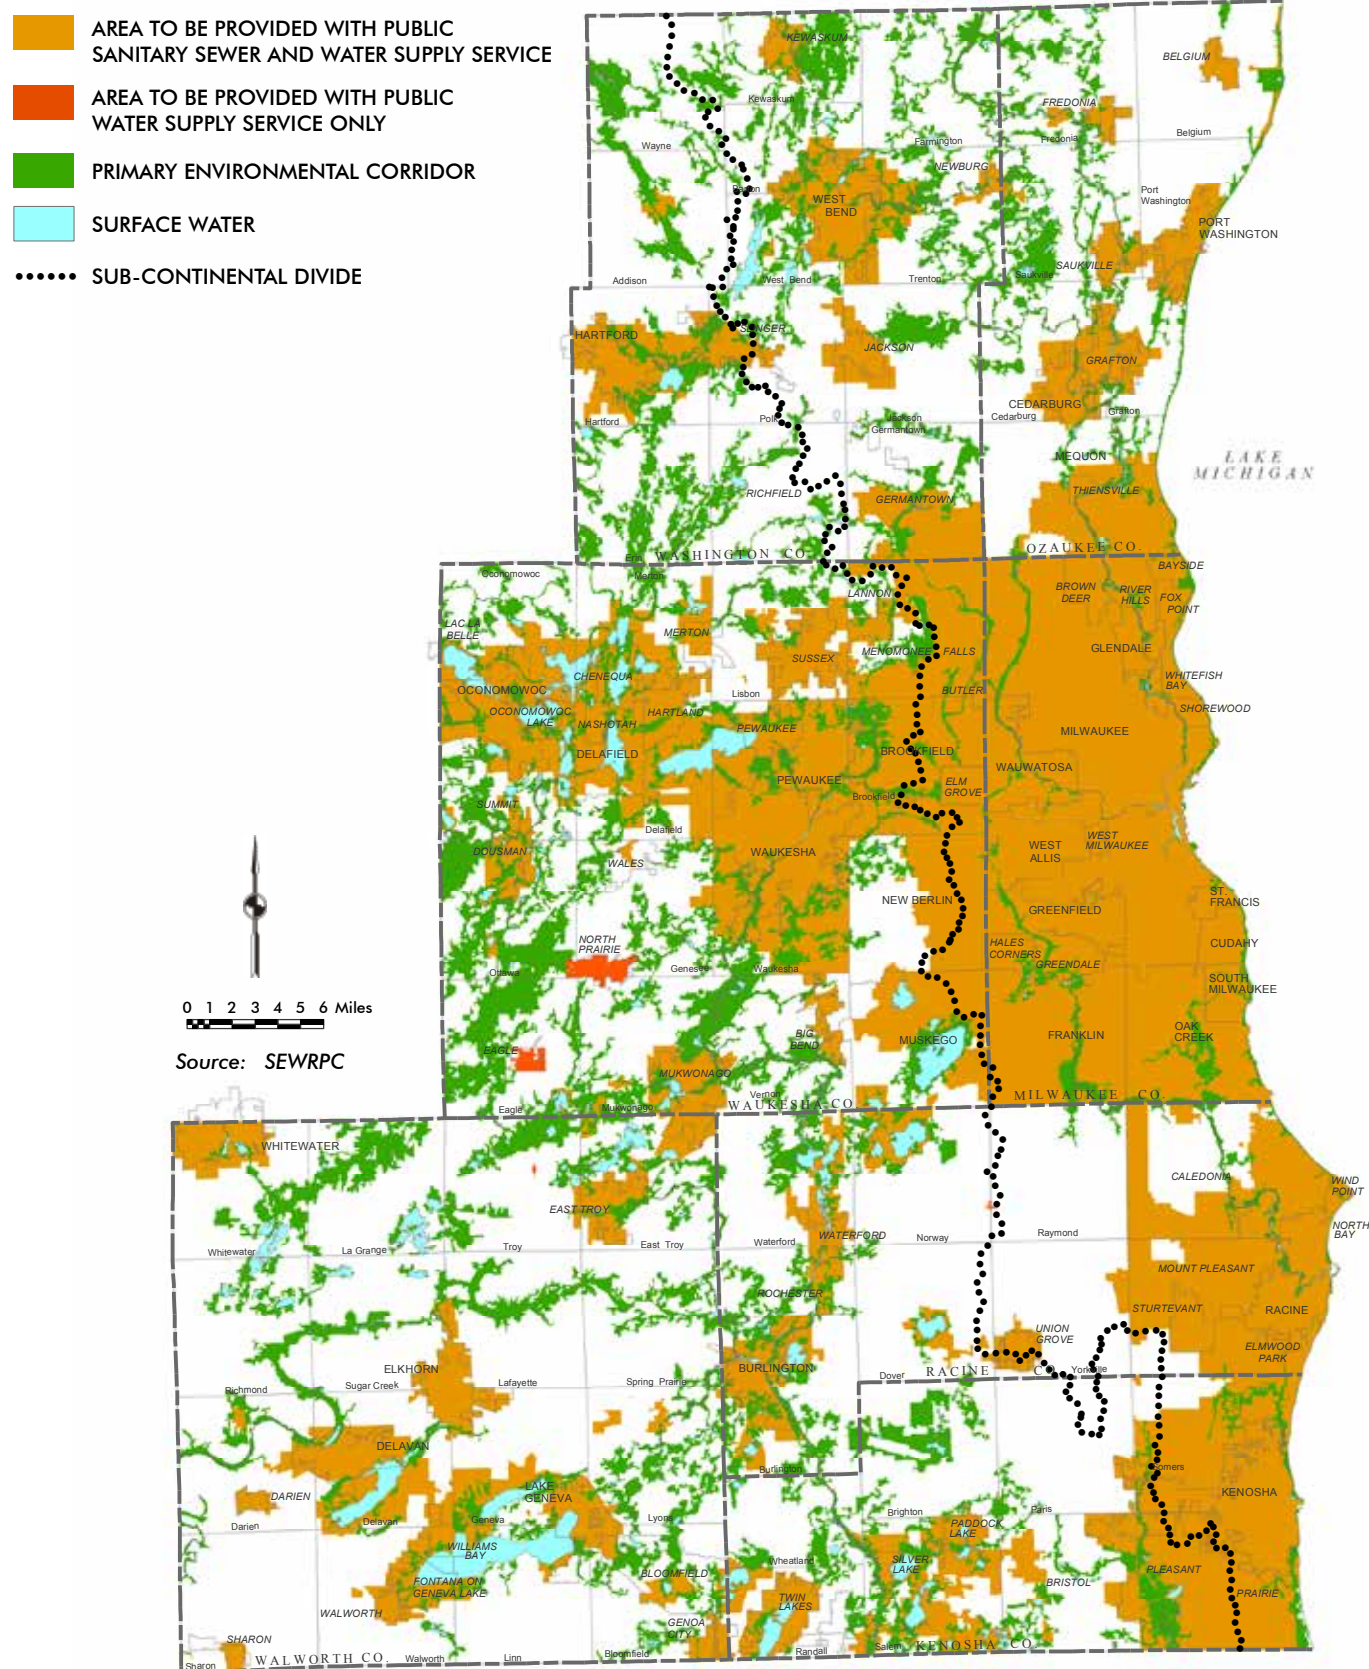 AREA TO BE PROVIDED WITH PUBLIC
SANITARY SEWER AND WATER SUPPLY SERVICE
AREA TO BE PROVIDED WITH PUBLIC
WATER SUPPLY SERVICE ONLY
PRIMARY ENVIRONMENTAL CORRIDOR
SURFACE WATER
SUB-CONTINENTAL DIVIDE
KEWASKUM
BELGIUM
Kewaskum
FREDONIA
Wayne
Farmington
Fredonia
Belgium
NEWBURG
Barton
WEST
BEND
Port
Washington
PORT
WASHINGTON
SAUKVILLE
Saukville
Addison
West Bend
Trenton
HARTFORD
SLINGER
JACKSON
GRAFTON
CEDARBURG
Grafton
Hartford
Polk
Jackson
Germantown
Cedarburg
MEQUON
LAKE
MICHIGAN
RICHFIELD
GERMANTOWN
THIENSVILLE
Erin
WASHINGTON CO.
OZAUKEE CO.
Oconomowoc
Merton
BAYSIDE
LANNON
BROWN
DEER
RIVER
HILLS
FOX
POINT
LAC LA
BELLE
MERTON
SUSSEX
MENOMONEE FALLS
GLENDALE
CHENEQUA
WHITEFISH
BAY
OCONOMOWOC
Lisbon
BUTLER
SHOREWOOD
OCONOMOWOC
LAKE
NASHOTAH
HARTLAND
PEWAUKEE
MILWAUKEE
DELAFIELD
BROOKFIELD
WAUWATOSA
PEWAUKEE
ELM
GROVE
Brookfield
SUMMIT
Delafield
DOUSMAN
WALES
WAUKESHA
WEST
ALLIS
WEST
MILWAUKEE
NEW BERLIN
GREENFIELD
ST.
FRANCIS
NORTH
PRAIRIE
HALES
CORNERS
CUDAHY
GREENDALE
Ottawa
Genesee
Waukesha
SOUTH
MILWAUKEE
0 1 2 3 4 5 6 Miles
BIG
BEND
MUSKEGO
FRANKLIN
OAK
CREEK
Source: SEWRPC
EAGLE
MUKWONAGO
Vernon
Eagle
Mukwonago
WAUKESHA CO
MILWAUKEE CO.
WHITEWATER
CALEDONIA
WIND
POINT
EAST TROY
NORTH
BAY
Whitewater
La Grange
Troy
East Troy
Waterford
WATERFORD
Norway
Raymond
MOUNT PLEASANT
ROCHESTER
STURTEVANT
RACINE
UNION
GROVE
ELMWOOD
PARK
ELKHORN
BURLINGTON
Dover
RACINE CO.
Yorkville
Richmond
Sugar Creek
Lafayette
Spring Prairie
DELAVAN
Burlington
Somers
DARIEN
LAKE
GENEVA
KENOSHA
Darien
Delavan
Geneva
Lyons
Brighton
Paris
PADDOCK
LAKE
WILLIAMS
BAY
Wheatland
SILVER
LAKE
BLOOMFIELD
FONTANA ON
GENEVA LAKE
TWIN
LAKES
BRISTOL
PLEASANT
PRAIRIE
WALWORTH
GENOA
CITY
SHARON
Sharon
WALWORTH CO.
Walworth
Linn
Bloomfield
Randall
Salem
KENOSHA CO.